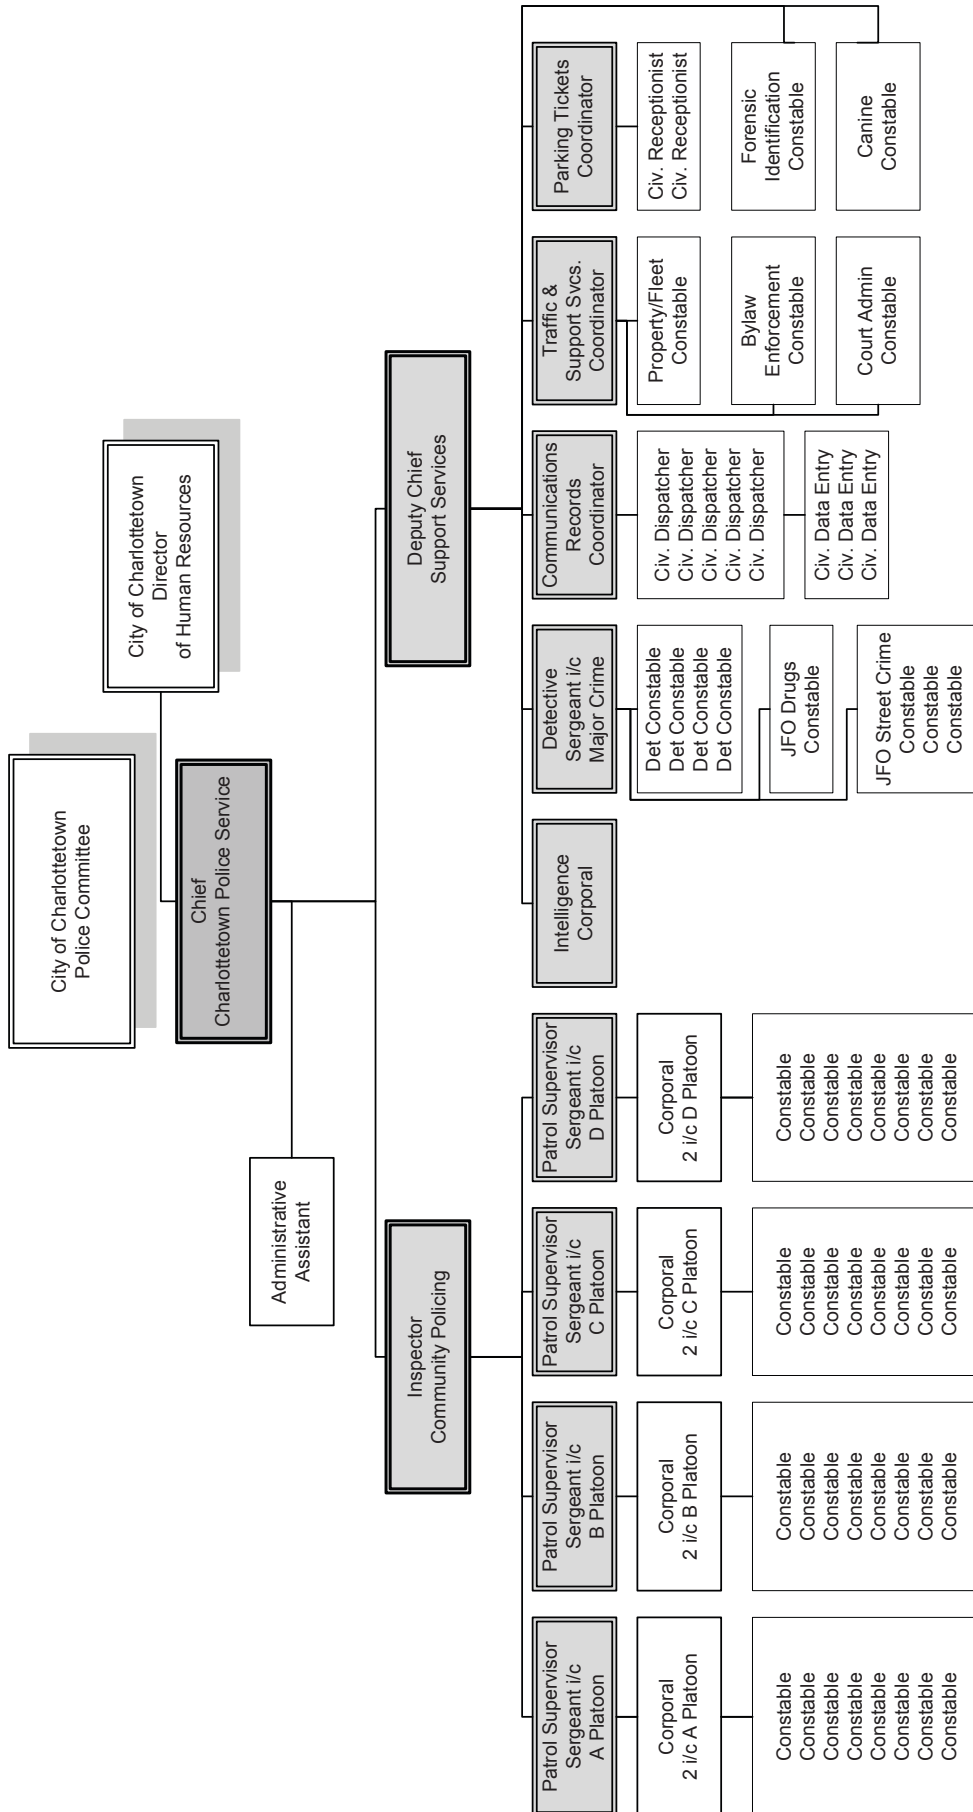 City of Charlottetown
Police Committee
City of Charlottetown
Director
of Human Resources
Chief
Charlottetown Police Service
Administrative
Assistant
Inspector
Community Policing
Deputy Chief
Support Services
Patrol Supervisor
Sergeant i/c
A Platoon
Corporal
2 i/c A Platoon
Constable
Constable
Constable
Constable
Constable
Constable
Constable
Constable
Patrol Supervisor
Sergeant i/c
B Platoon
Corporal
2 i/c B Platoon
Constable
Constable
Constable
Constable
Constable
Constable
Constable
Constable
Patrol Supervisor
Sergeant i/c
C Platoon
Corporal
2 i/c C Platoon
Constable
Constable
Constable
Constable
Constable
Constable
Constable
Constable
Patrol Supervisor
Sergeant i/c
D Platoon
Corporal
2 i/c D Platoon
Constable
Constable
Constable
Constable
Constable
Constable
Constable
Constable
Intelligence
Corporal
Detective
Sergeant i/c
Major Crime
Det Constable
Det Constable
Det Constable
Det Constable
JFO Drugs
Constable
JFO Street Crime
Constable
Constable
Constable
Communications
Records
Coordinator
Civ. Dispatcher
Civ. Dispatcher
Civ. Dispatcher
Civ. Dispatcher
Civ. Dispatcher
Civ. Data Entry
Civ. Data Entry
Civ. Data Entry
Traffic &
Support Svcs.
Coordinator
Property/Fleet
Constable
Bylaw
Enforcement
Constable
Court Admin
Constable
Parking Tickets
Coordinator
Civ. Receptionist
Civ. Receptionist
Forensic
Identification
Constable
Canine
Constable